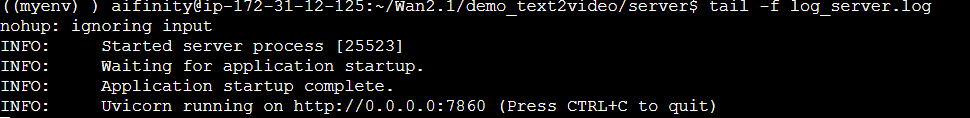 ((myenv) ) aifinity@ip-172-31-12-125:~/Wan2.1/demo_text2video/server$ tail -f log_server.log
nohup: ignoring input
INFO:     Started server process [25523]
INFO:     Waiting for application startup.
INFO:     Application startup complete.
INFO:     Uvicorn running on http://0.0.0.0:7860 (Press CTRL+C to quit)